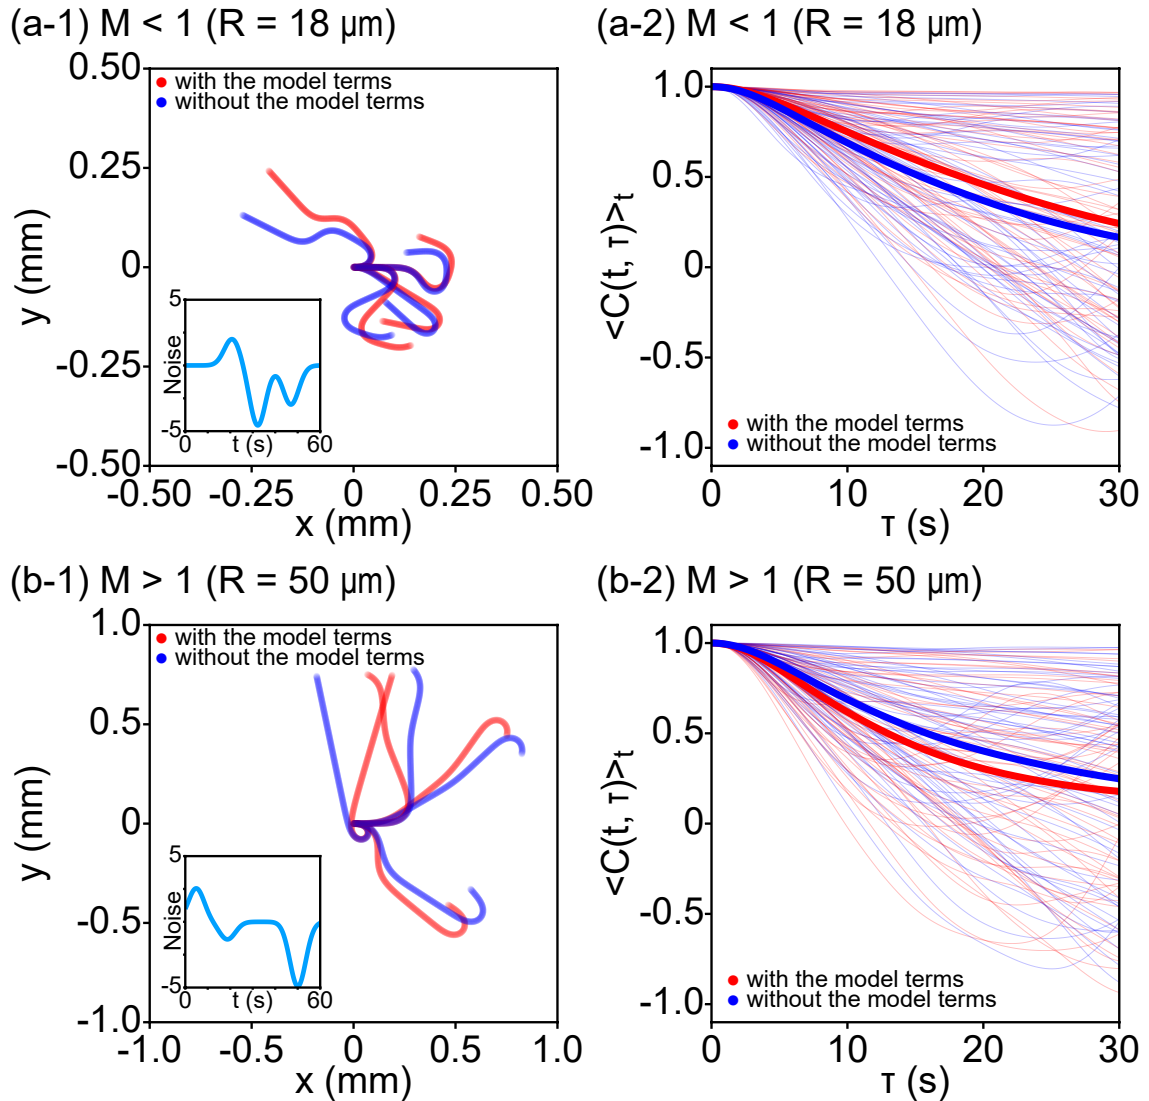 (a-1) M < 1 (R = 18 μm)
0.50
0.25
0
-0.25
-0.50
y (mm)
with the model terms
without the model terms
5
-5
Noise
0
t (s)
60
-0.50 -0.25 0 0.25 0.50
x (mm)
(a-2) M < 1 (R = 18 μm)
1.0
0.5
0
-0.5
-1.0
<C(t, τ)>t
with the model terms
without the model terms
0 10 20 30
τ (s)
(b-1) M > 1 (R = 50 μm)
1.0
0.5
0
-0.5
-1.0
y (mm)
with the model terms
without the model terms
5
-5
Noise
0
t (s)
60
-1.0 -0.5 0 0.5 1.0
x (mm)
(b-2) M > 1 (R = 50 μm)
1.0
0.5
0
-0.5
-1.0
<C(t, τ)>t
with the model terms
without the model terms
0 10 20 30
τ (s)